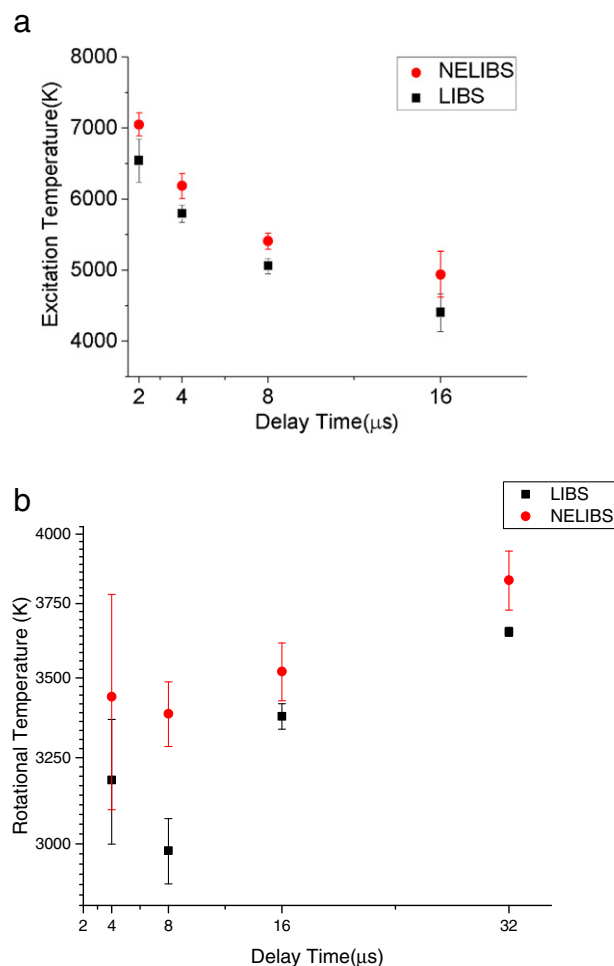 a
NELIBS
LIBS
8000
7000
6000
5000
4000
Excitation Temperature(K)
2 4 8 16
Delay Time(μs)
b
LIBS
NELIBS
4000
3750
3500
3250
3000
Rotational Temperature (K)
2 4 8 16 32
Delay Time(μs)